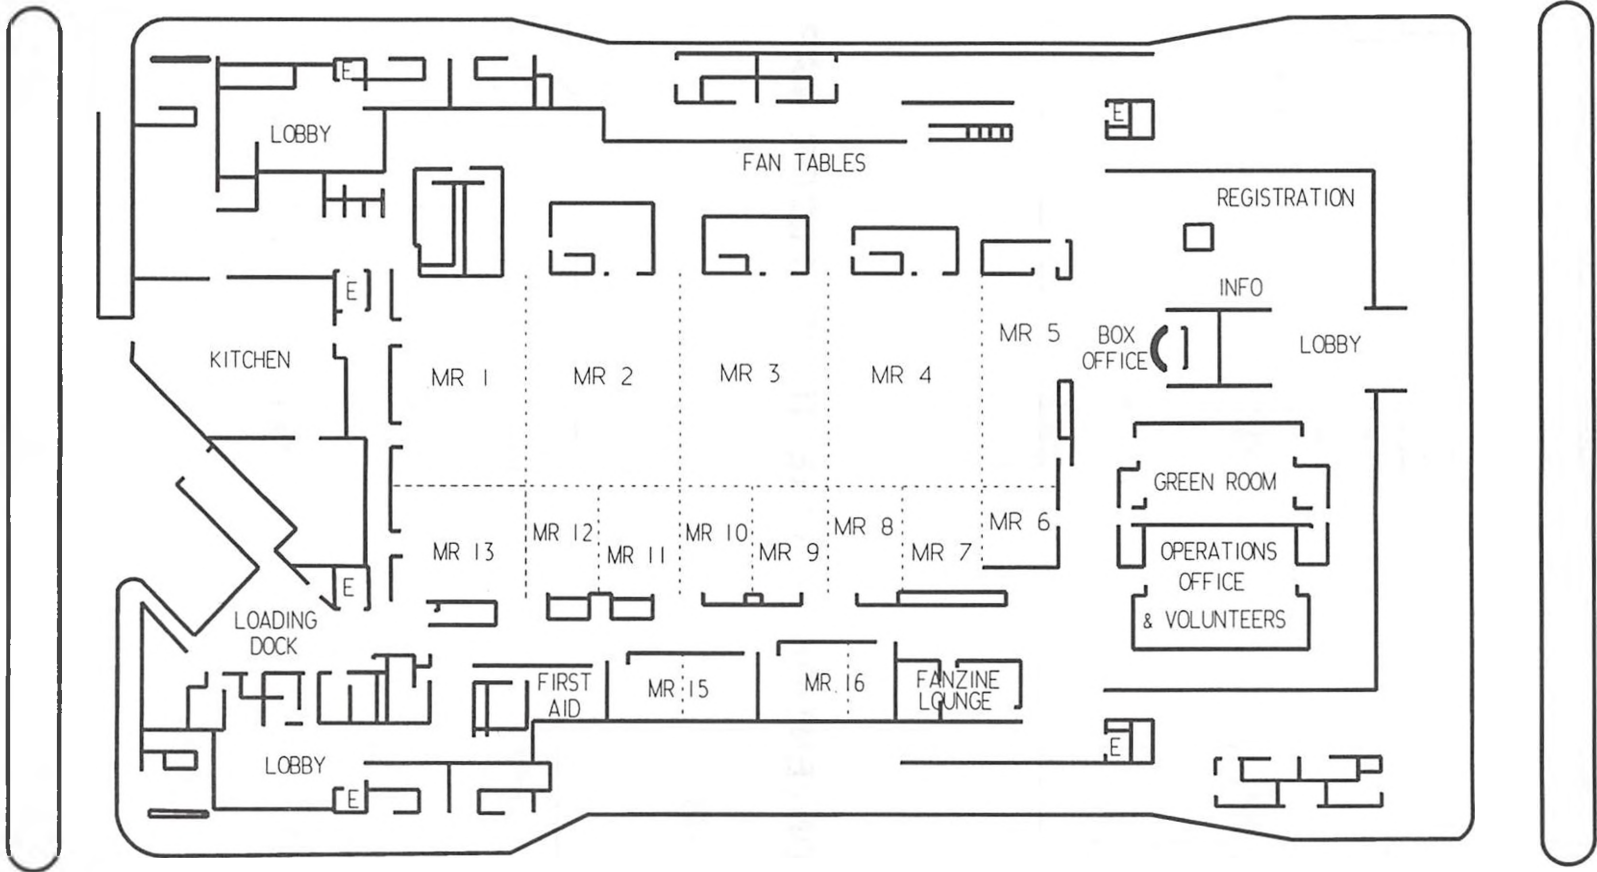 E
LOBBY
E
FAN TABLES
REGISTRATION
E
INFO
KITCHEN
MR 1
MR 2
MR 3
MR 4
MR 5
BOX
OFFICE
LOBBY
GREEN ROOM
MR 13
MR 12
MR 11
MR 10
MR 9
MR 8
MR 7
MR 6
OPERATIONS
OFFICE
& VOLUNTEERS
E
LOADING
DOCK
FIRST
AID
MR 15
MR 16
FANZINE
LOUNGE
LOBBY
E
E